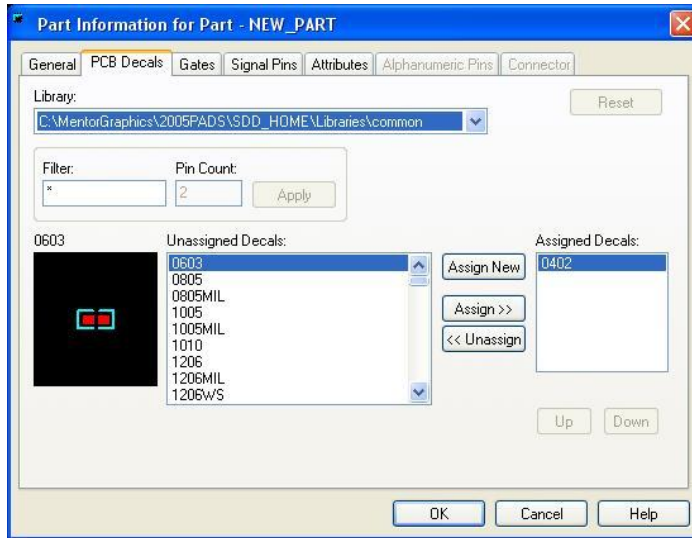 Part Information for Part - NEW_PART
General PCB Decals Gates Signal Pins Attributes Alphanumeric Pins Connector
Library:
C:\MentorGraphics\2005PADS\SDD_HOME\Libraries\common
Reset
Filter: Pin Count:
* 2 Apply
0603 Unassigned Decals: Assigned Decals:
0603 Assign New 0402
0805
0805MIL
1005 Assign >>
1005MIL << Unassign
1010
1206
1206MIL
1206WS
Up Down
OK Cancel Help